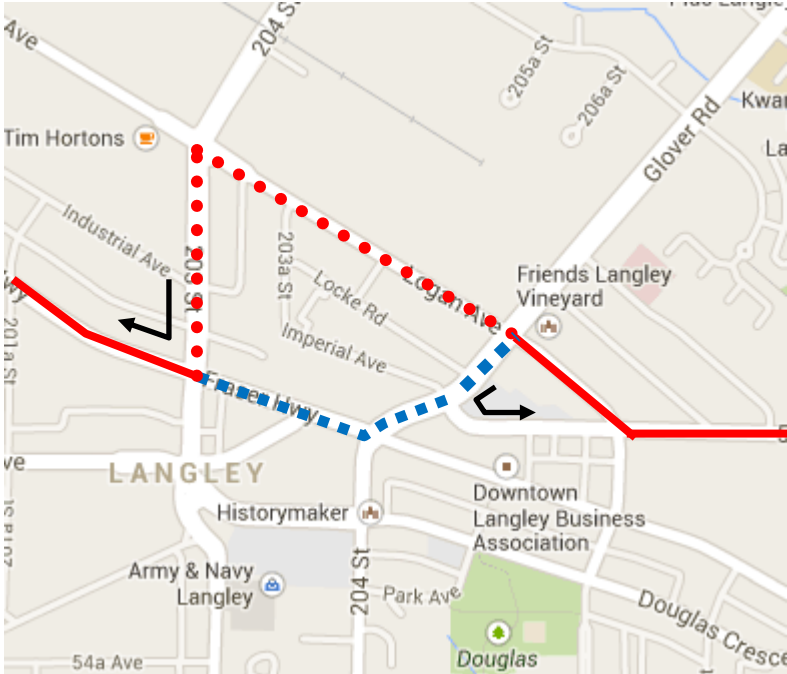 Ave
204 St
205a St
206a St
Glover Rd
Tim Hortons
Industrial Ave
203a St
Locke Rd
Logan Ave
Imperial Ave
Friends Langley
Vineyard
201a St
Fraser Hwy
LANGLEY
Historymaker
Downtown
Langley Business
Association
Army & Navy
Langley
204 St
Park Ave
Douglas
Douglas Cresce
54a Ave